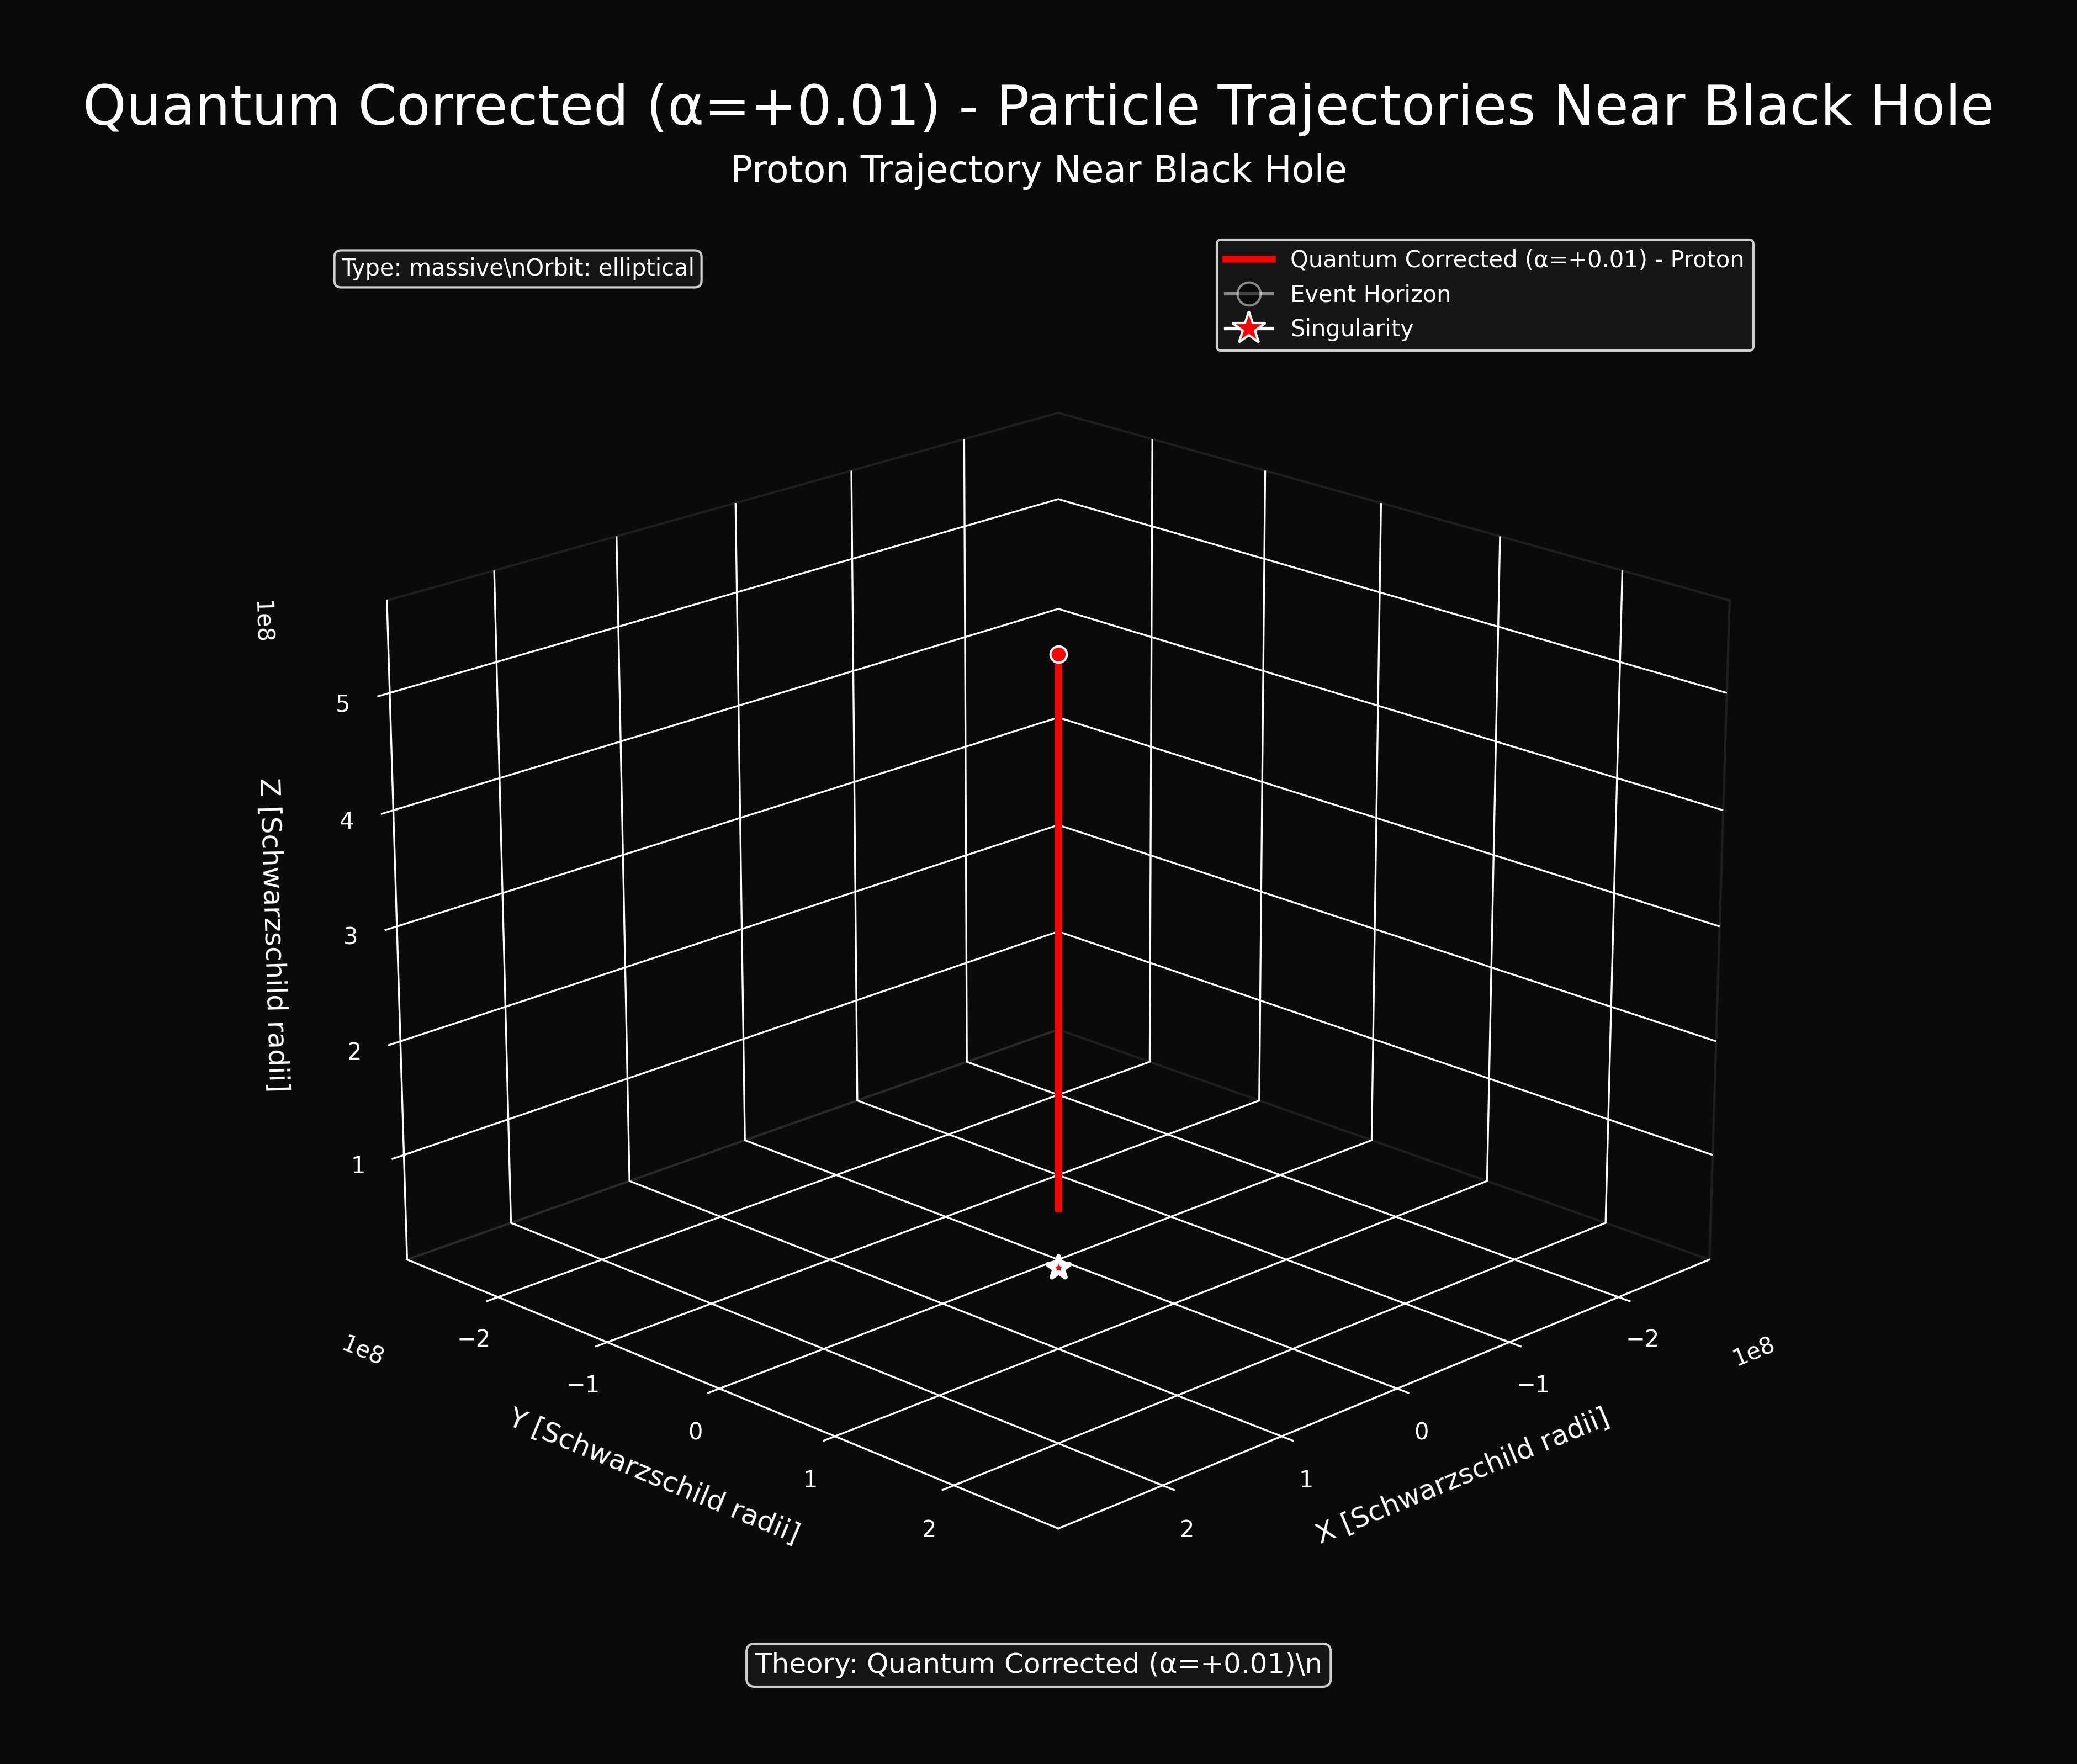 Quantum Corrected (α=+0.01) - Particle Trajectories Near Black Hole
Proton Trajectory Near Black Hole
Type: massive\nOrbit: elliptical
Quantum Corrected (α=+0.01) - Proton
Event Horizon
Singularity
1e8
5
4
3
2
1
Z [Schwarzschild radii]
1e8
−2
−1
0
1
2
Y [Schwarzschild radii]
1e8
−2
−1
0
1
2
X [Schwarzschild radii]
Theory: Quantum Corrected (α=+0.01)\n